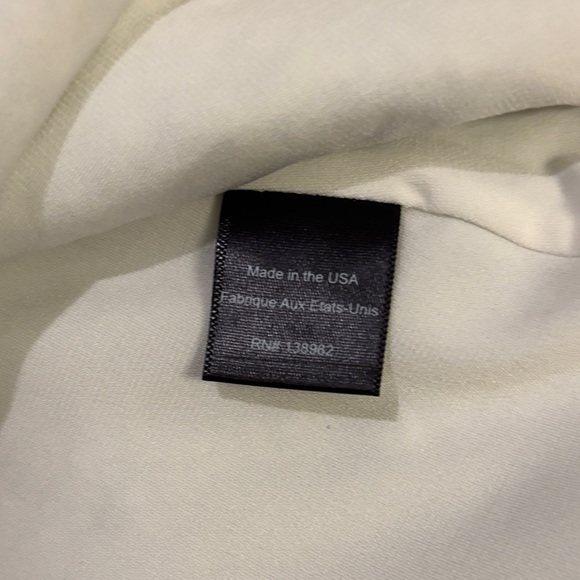 Made in the USA
Fabrique Aux Etats-Unis
RN# 138982